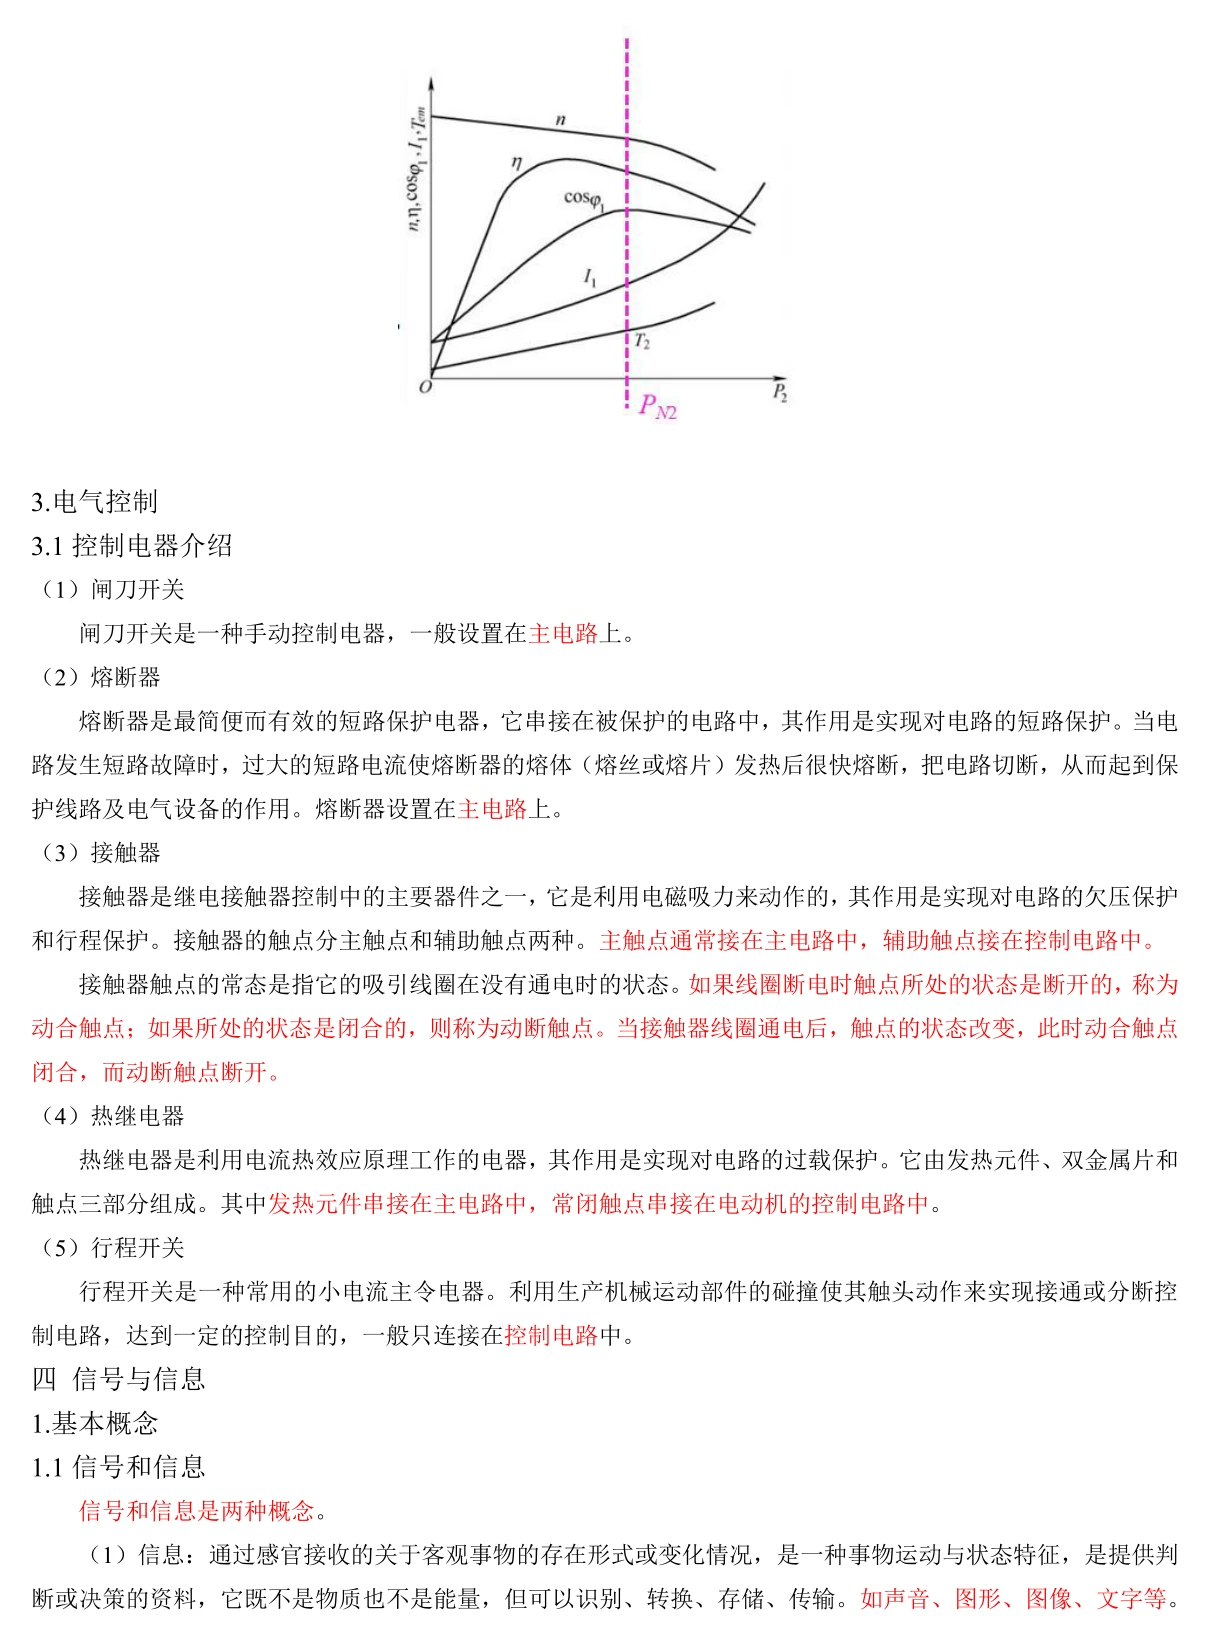 n,η,cosφ₁,I₁,Tem
n
η
cosφ₁
I₁
T₂
O
P₂
P_N2
3.电气控制
3.1 控制电器介绍
（1）闸刀开关
闸刀开关是一种手动控制电器，一般设置在主电路上。
（2）熔断器
熔断器是最简便而有效的短路保护电器，它串接在被保护的电路中，其作用是实现对电路的短路保护。当电
路发生短路故障时，过大的短路电流使熔断器的熔体（熔丝或熔片）发热后很快熔断，把电路切断，从而起到保
护线路及电气设备的作用。熔断器设置在主电路上。
（3）接触器
接触器是继电接触器控制中的主要器件之一，它是利用电磁吸力来动作的，其作用是实现对电路的欠压保护
和行程保护。接触器的触点分主触点和辅助触点两种。主触点通常接在主电路中，辅助触点接在控制电路中。
接触器触点的常态是指它的吸引线圈在没有通电时的状态。如果线圈断电时触点所处的状态是断开的，称为
动合触点；如果所处的状态是闭合的，则称为动断触点。当接触器线圈通电后，触点的状态改变，此时动合触点
闭合，而动断触点断开。
（4）热继电器
热继电器是利用电流热效应原理工作的电器，其作用是实现对电路的过载保护。它由发热元件、双金属片和
触点三部分组成。其中发热元件串接在主电路中，常闭触点串接在电动机的控制电路中。
（5）行程开关
行程开关是一种常用的小电流主令电器。利用生产机械运动部件的碰撞使其触头动作来实现接通或分断控
制电路，达到一定的控制目的，一般只连接在控制电路中。
四 信号与信息
1.基本概念
1.1 信号和信息
信号和信息是两种概念。
（1）信息：通过感官接收的关于客观事物的存在形式或变化情况，是一种事物运动与状态特征，是提供判
断或决策的资料，它既不是物质也不是能量，但可以识别、转换、存储、传输。如声音、图形、图像、文字等。